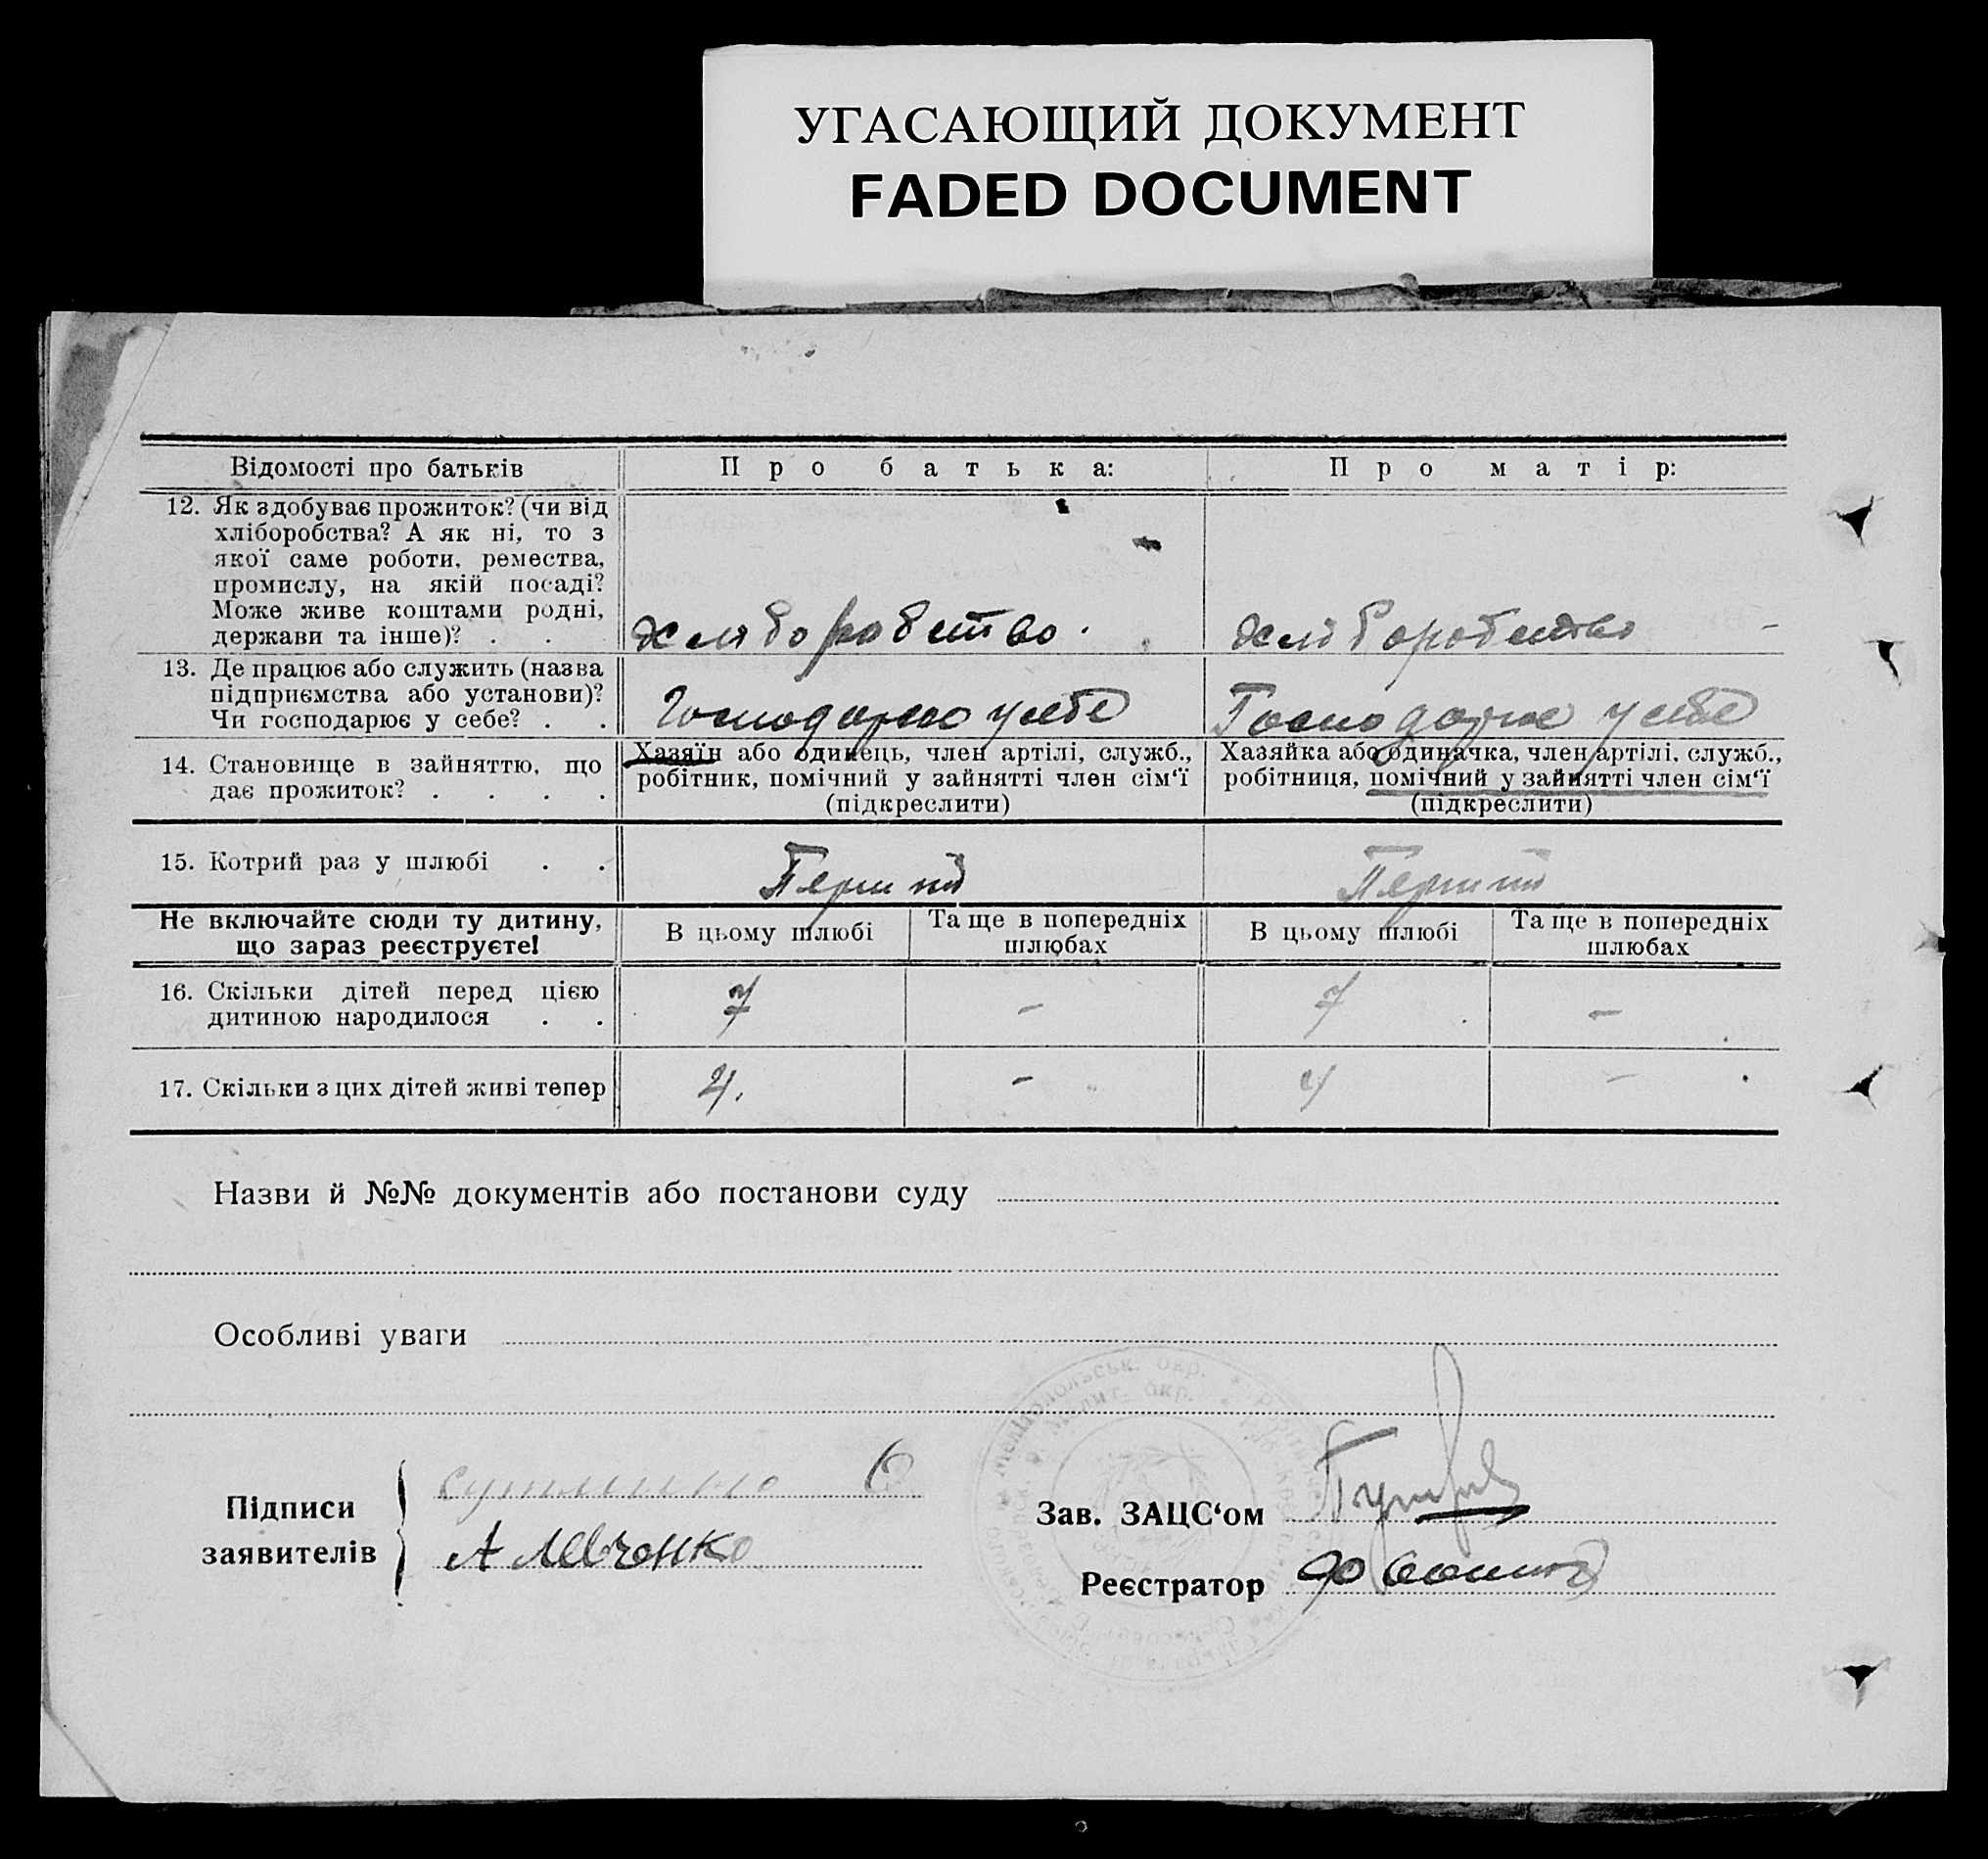 УГАСАЮЩИЙ ДОКУМЕНТ
FADED DOCUMENT
Відомості про батьків
Про батька:
Про матір:
12. Як здобуває прожиток? (чи від
хліборобства? А як ні, то з
якої саме роботи, ремества,
промислу, на якій посаді?
Може живе коштами родні,
держави та інше)? . .
хліборобство.
хліборобство -
13. Де працює або служить (назва
підприємства або установи)?
Чи господарює у себе? . .
Господарює у себе
Господарює у себе
14. Становище в зайняттю, що
дає прожиток? . . . .
Хазяїн або одинець, член артілі, служб.,
робітник, помічний у зайнятті член сім‘ї
(підкреслити)
Хазяйка або одиначка, член артілі, служб.,
робітниця, помічний у зайнятті член сім‘ї
(підкреслити)
15. Котрий раз у шлюбі . .
Перший
Перший
Не включайте сюди ту дитину,
що зараз реєструєте!
В цьому шлюбі
Та ще в попередніх
шлюбах
В цьому шлюбі
Та ще в попередніх
шлюбах
16. Скільки дітей перед цією
дитиною народилося . .
7
-
7
-
17. Скільки з цих дітей живі тепер
4.
-
4
-
Назви й №№ документів або постанови суду
Особливі уваги
Підписи
заявителів
А Левченко
Зав. ЗАЦС‘ом
Реєстратор